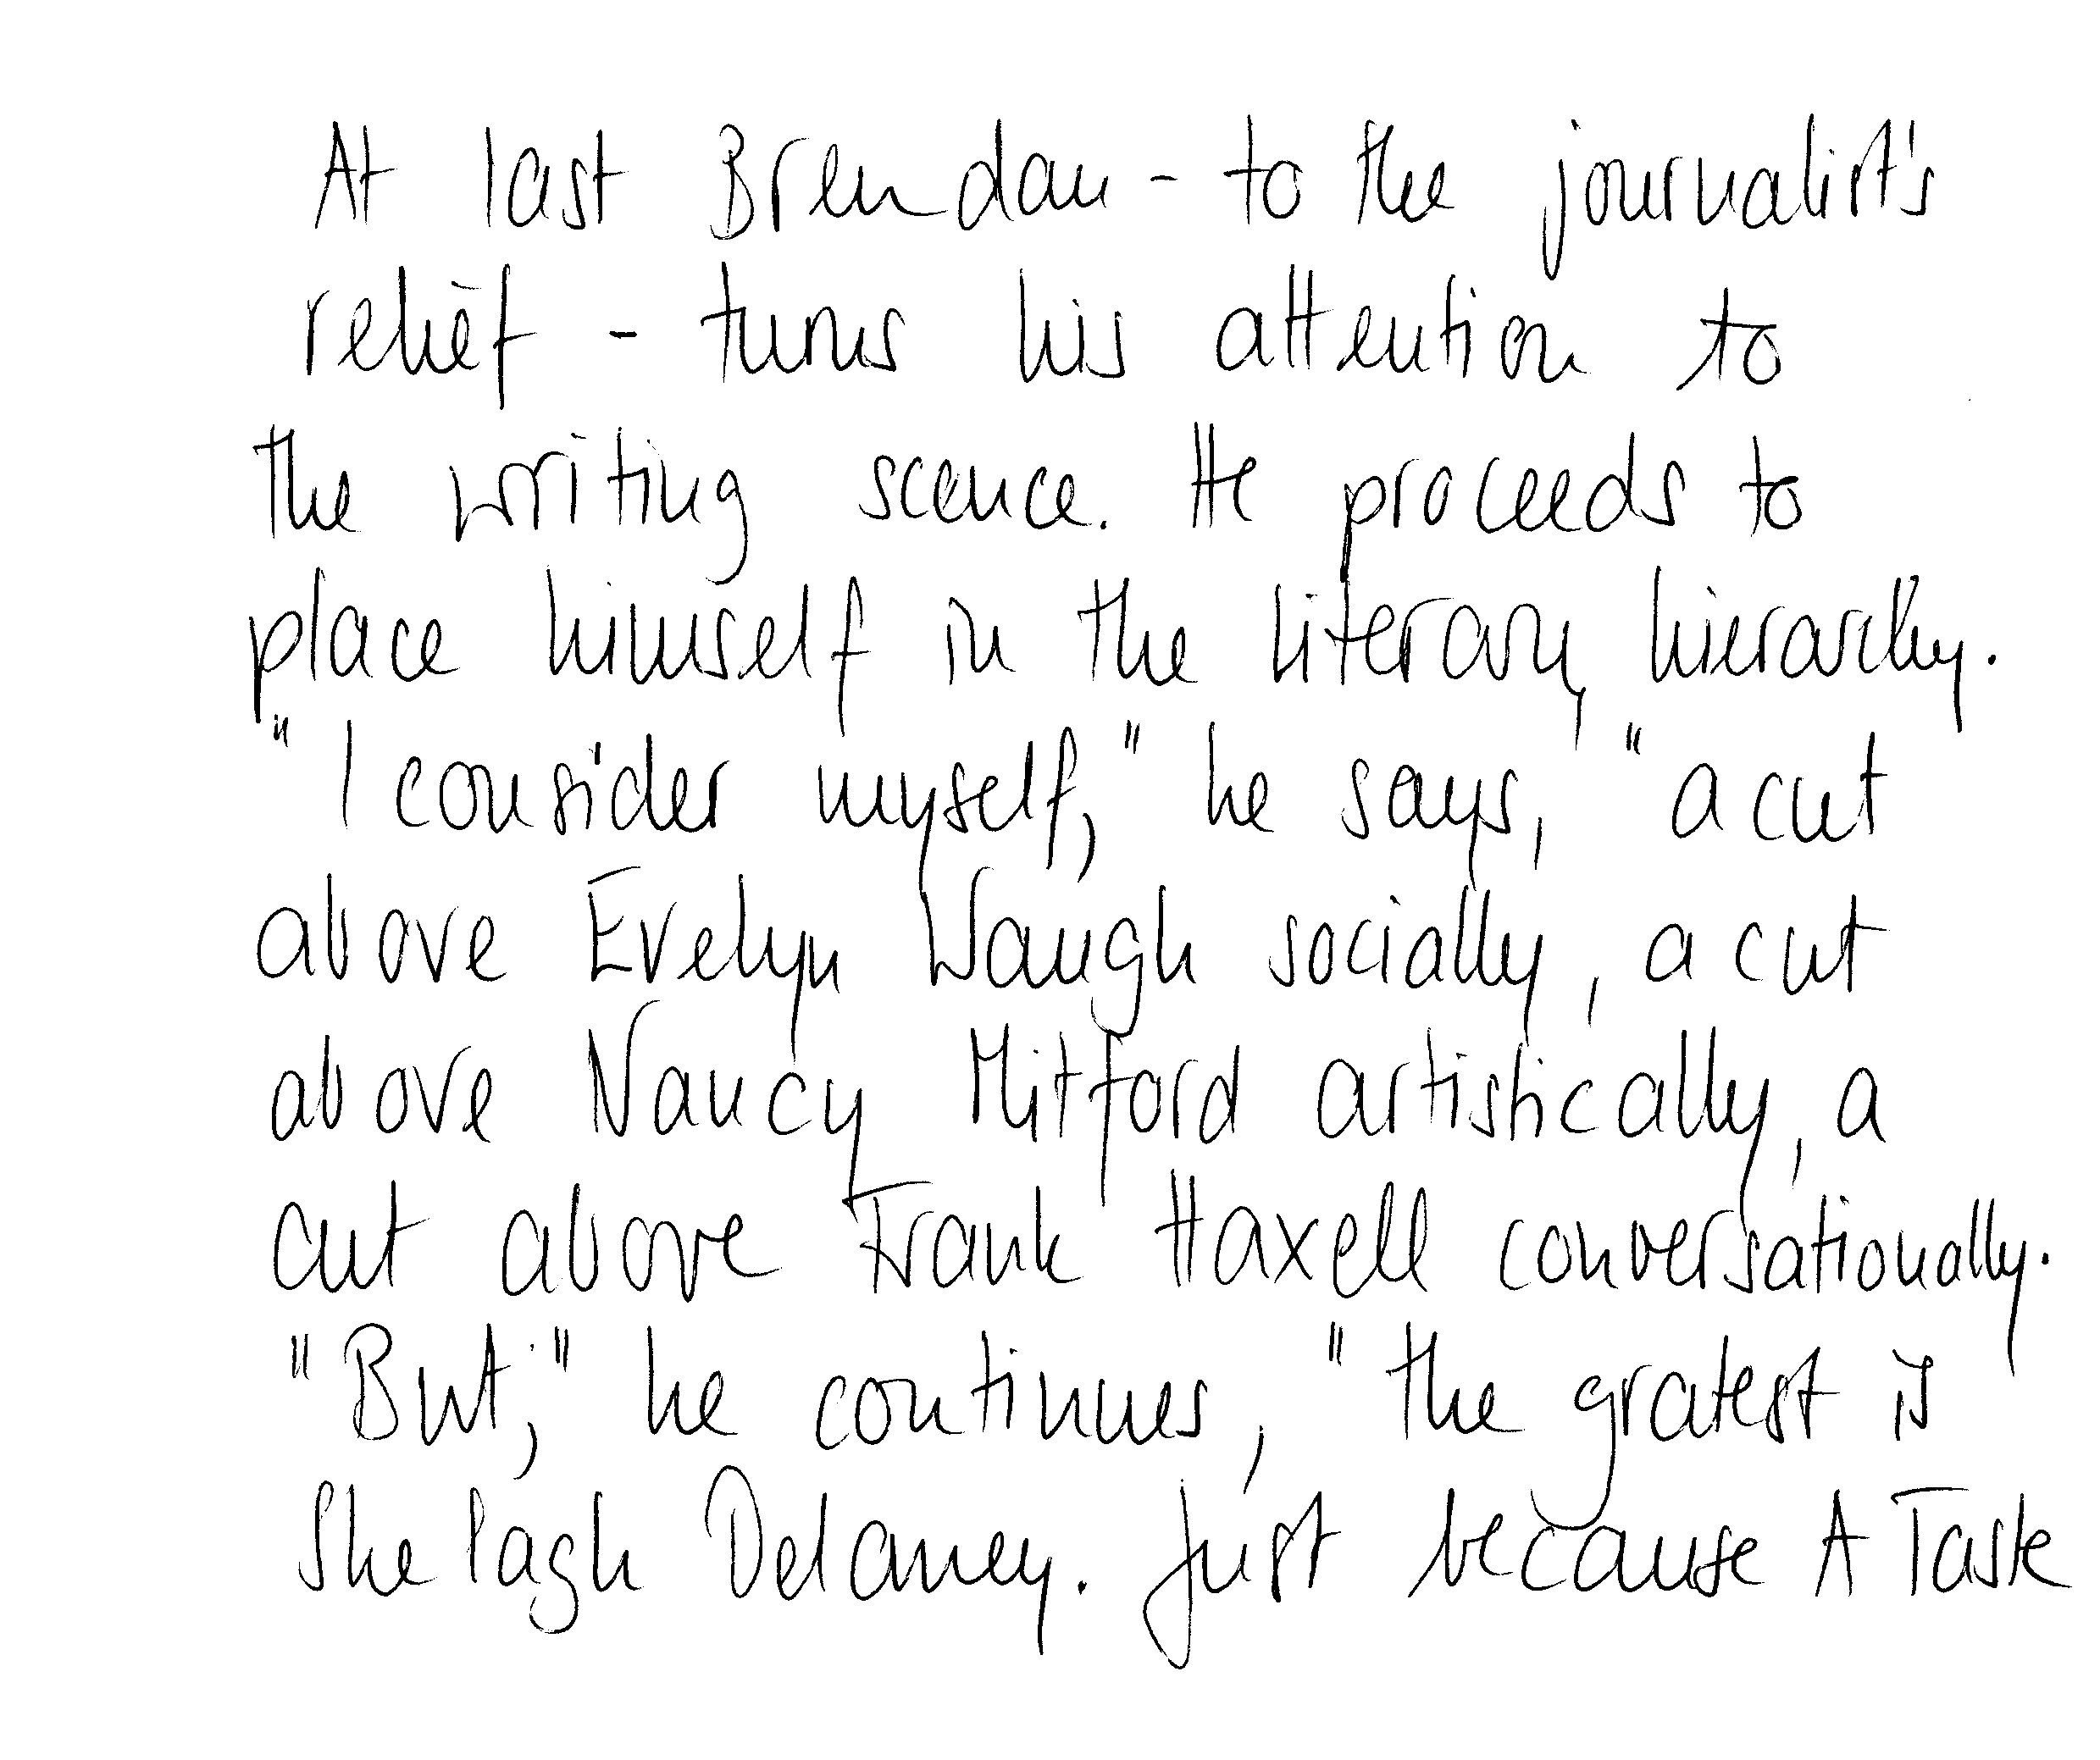 At last Brendan - to the journalist's
relief - turns his attention to
the writing scence. He proceeds to
place himself in the literary hierarchy.
" I consider myself," he says, "a cut
above Evelyn Waugh socially, a cut
above Nancy Mitford artistically, a
cut above Frank Haxell conversationally.
"But," he continues, "the gratest is
Shelagh Delaney. Just because A Taste